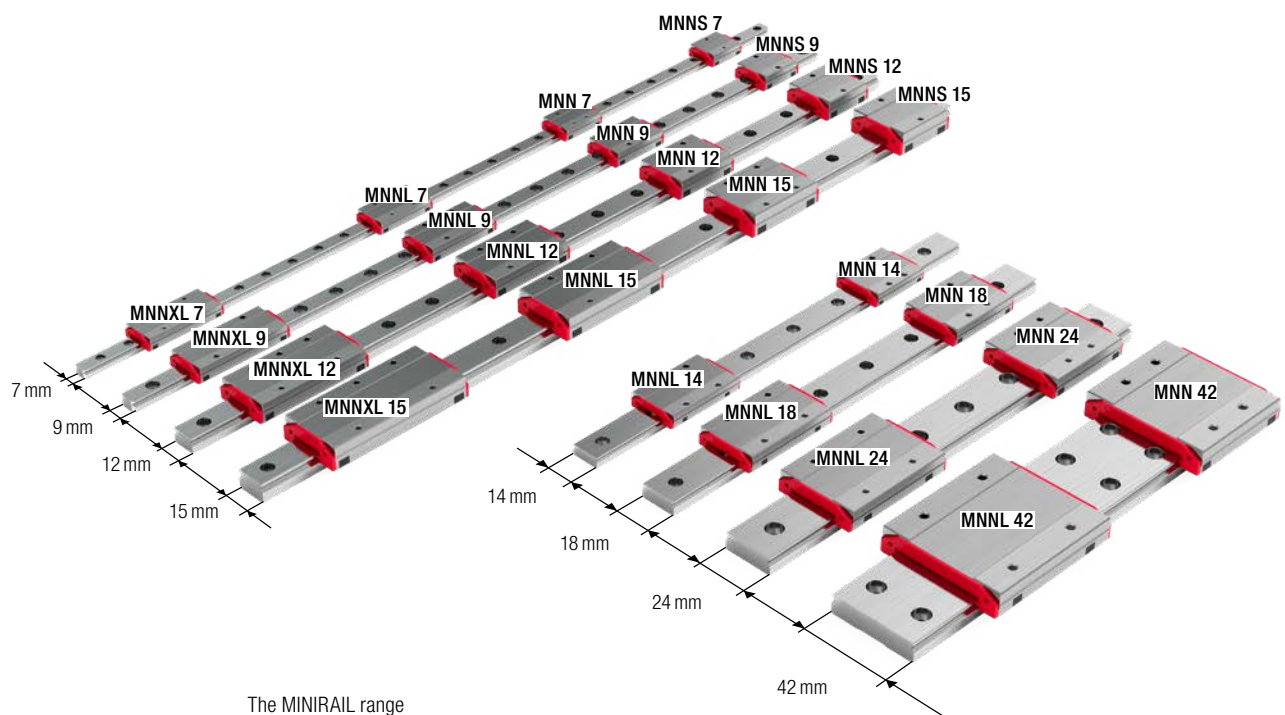 MNNS 7
MNNS 9
MNNS 12
MNNS 15
MNN 7
MNN 9
MNN 12
MNN 15
MNNL 7
MNNL 9
MNNL 12
MNNL 15
MNNXL 7
MNNXL 9
MNNXL 12
MNNXL 15
7 mm
9 mm
12 mm
15 mm
MNN 14
MNN 18
MNN 24
MNN 42
MNNL 14
MNNL 18
MNNL 24
MNNL 42
14 mm
18 mm
24 mm
42 mm
The MINIRAIL range